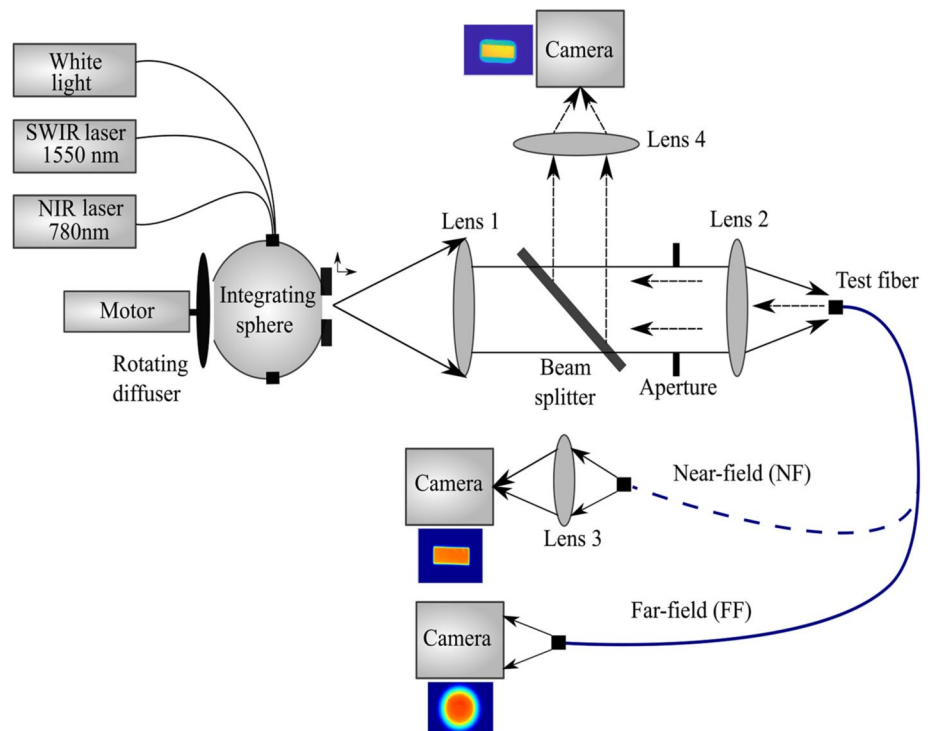 White
light
SWIR laser
1550 nm
NIR laser
780nm
Motor
Rotating
diffuser
Integrating
sphere
Lens 1
Camera
Lens 4
Beam
splitter
Aperture
Lens 2
Test fiber
Camera
Lens 3
Near-field (NF)
Camera
Far-field (FF)